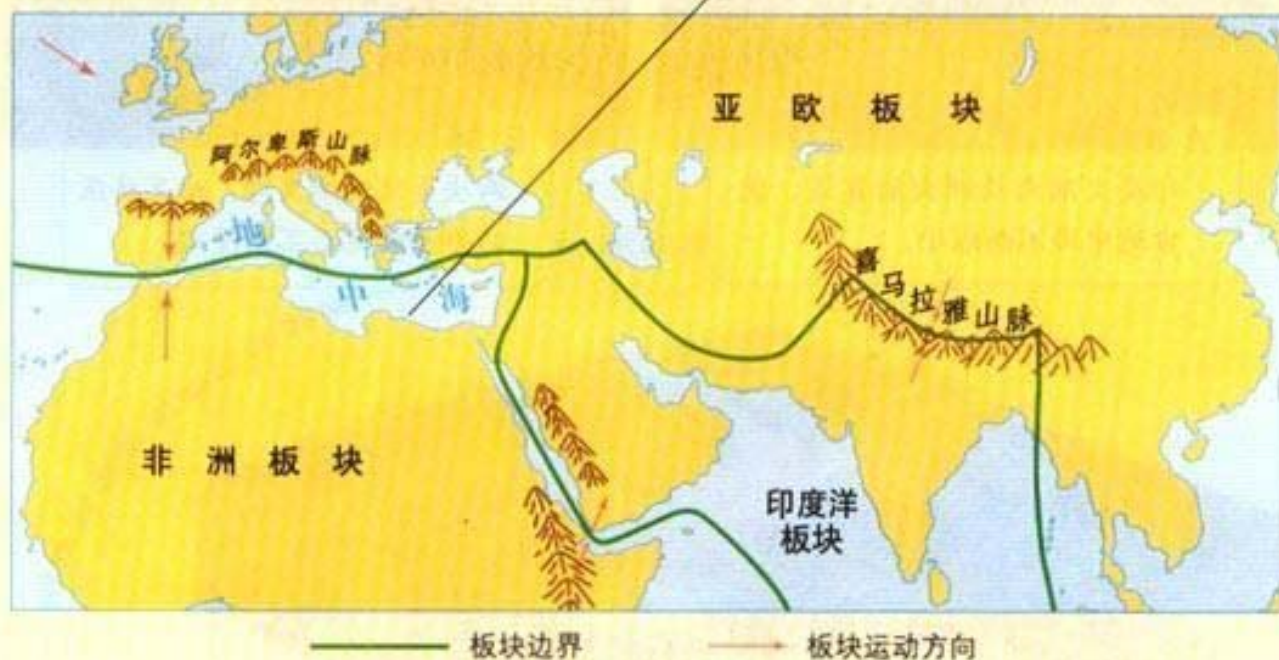 亚欧板块
阿尔卑斯山脉
地中海
喜马拉雅山脉
非洲板块
印度洋
板块
板块边界
板块运动方向